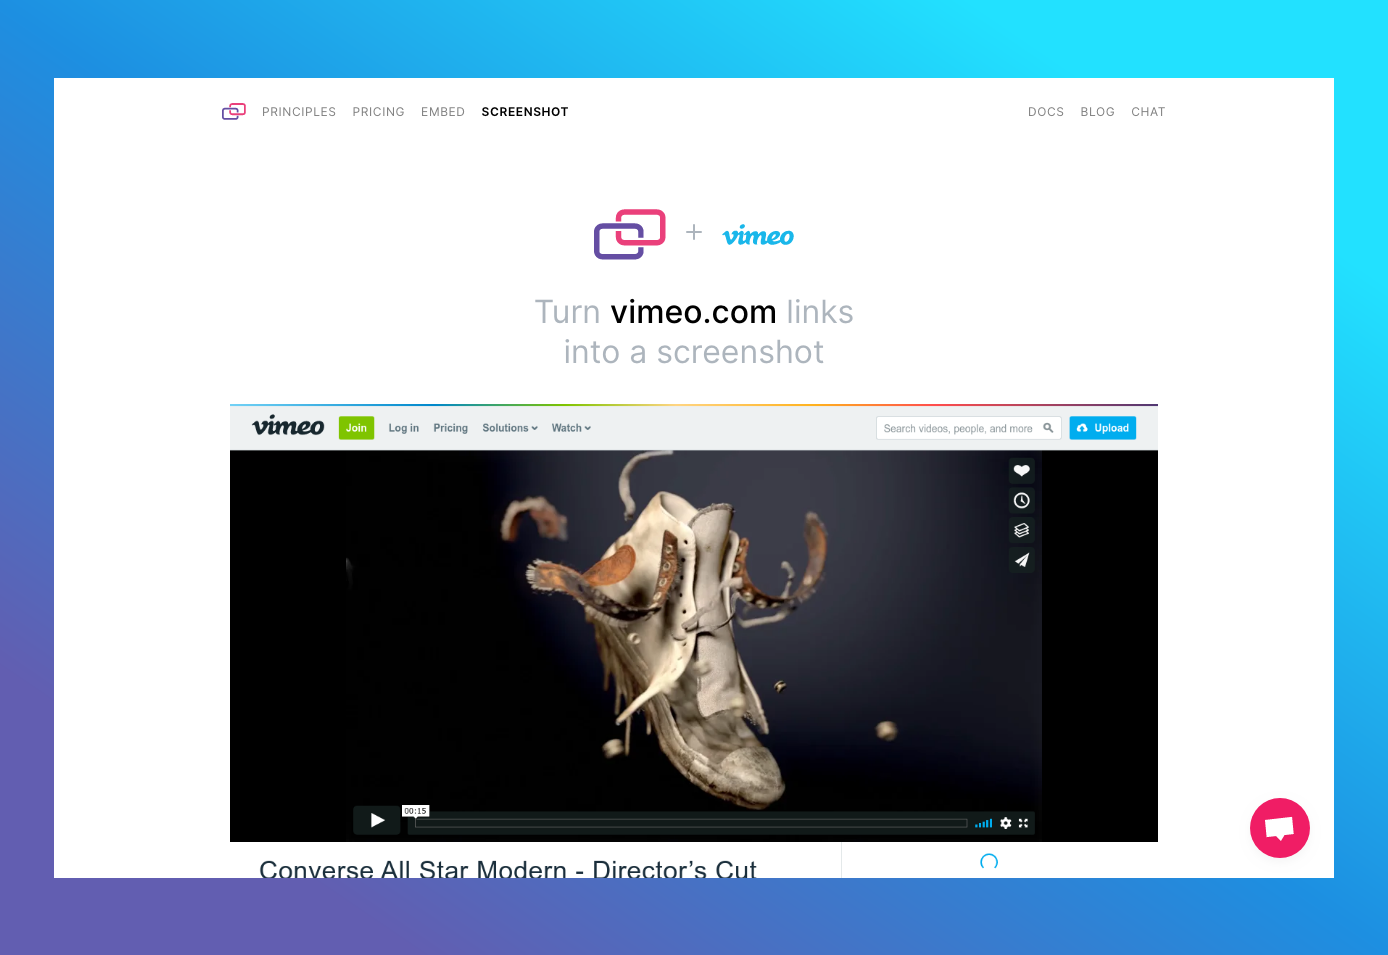 PRINCIPLES PRICING EMBED SCREENSHOT DOCS BLOG CHAT
vimeo
Turn vimeo.com links
into a screenshot
vimeo Join Log in Pricing Solutions Watch Search videos, people, and more Upload
00:15
Converse All Star Modern - Director’s Cut